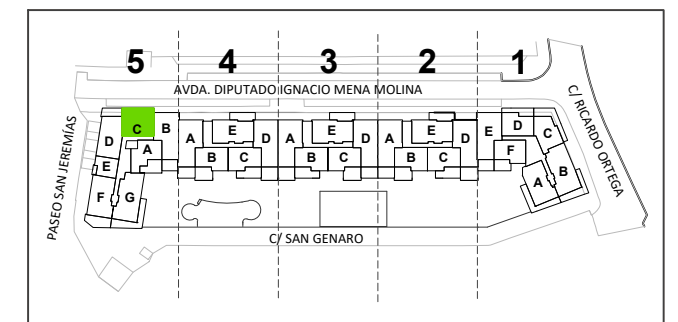 5 4 3 2 1
AVDA. DIPUTADO IGNACIO MENA MOLINA
C/ RICARDO ORTEGA
PASEO SAN JEREMÍAS
D C B A E D A E D A E D E D C
A B C B C B C F
E
F G A B
C/ SAN GENARO